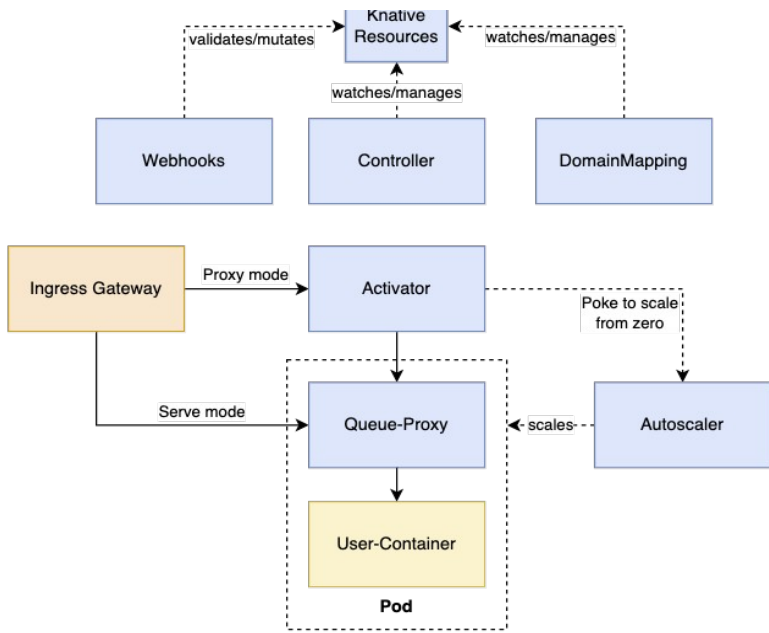 Knative
Resources
validates/mutates
watches/manages
watches/manages
Webhooks
Controller
DomainMapping
Ingress Gateway
Proxy mode
Activator
Poke to scale
from zero
Serve mode
Queue-Proxy
scales
Autoscaler
User-Container
Pod